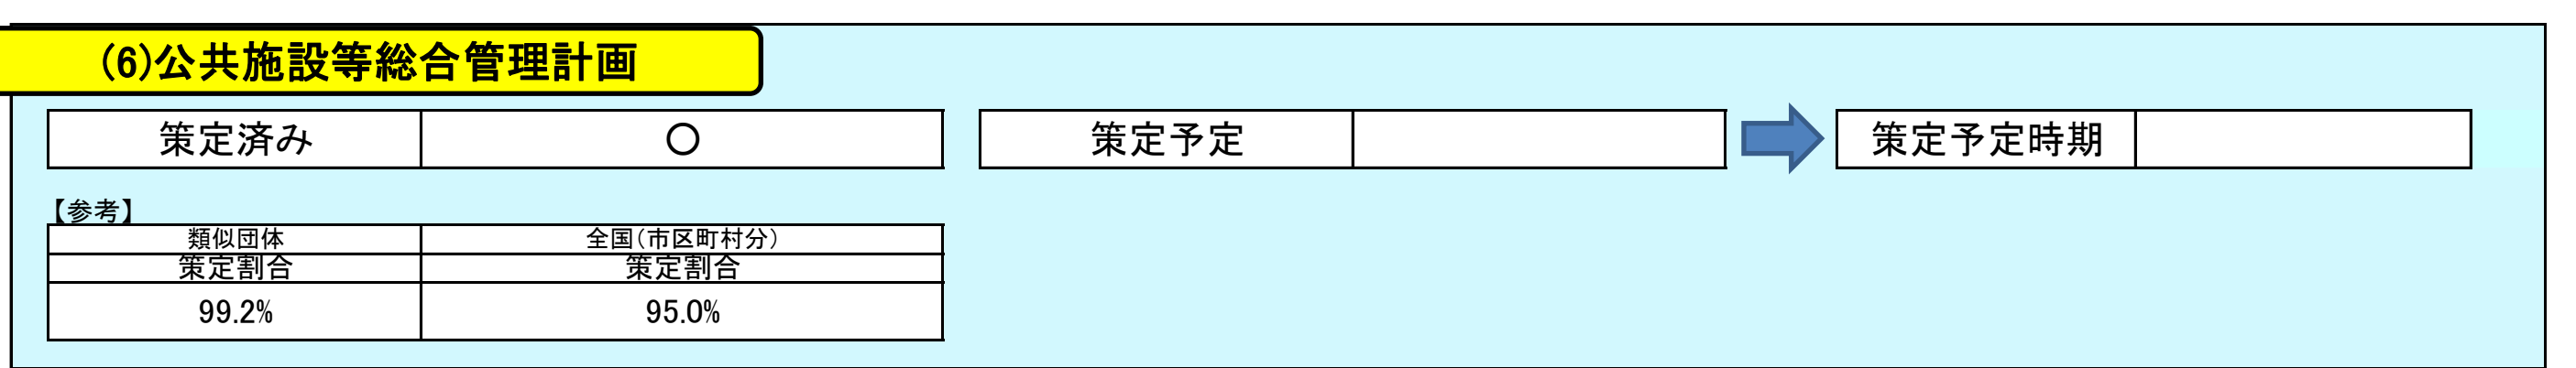 (6)公共施設等総合管理計画
策定済み ○ 策定予定 策定予定時期
【参考】
類似団体 全国(市区町村分)
策定割合 策定割合
99.2% 95.0%